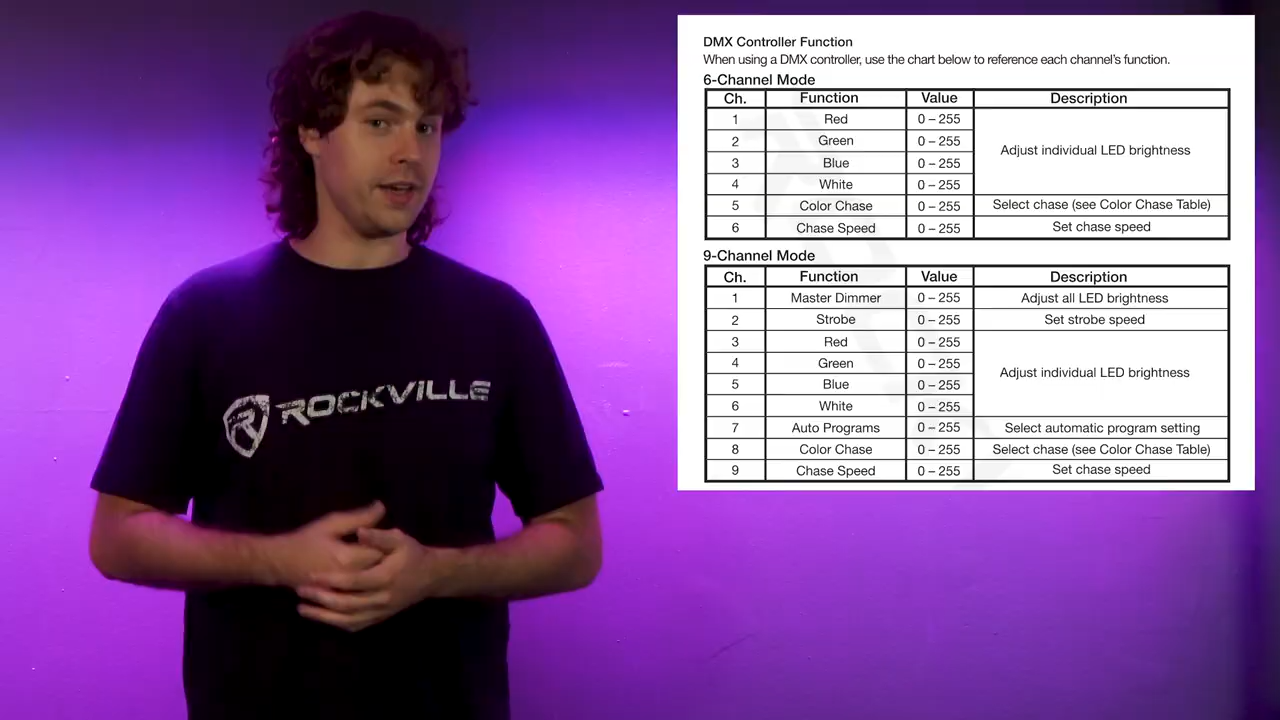 DMX Controller Function
When using a DMX controller, use the chart below to reference each channel's function.
6-Channel Mode
Ch. Function Value Description
1 Red 0 – 255
2 Green 0 – 255
Adjust individual LED brightness
3 Blue 0 – 255
4 White 0 – 255
5 Color Chase 0 – 255 Select chase (see Color Chase Table)
6 Chase Speed 0 – 255 Set chase speed
9-Channel Mode
Ch. Function Value Description
1 Master Dimmer 0 – 255 Adjust all LED brightness
2 Strobe 0 – 255 Set strobe speed
3 Red 0 – 255
4 Green 0 – 255
Adjust individual LED brightness
5 Blue 0 – 255
6 White 0 – 255
7 Auto Programs 0 – 255 Select automatic program setting
8 Color Chase 0 – 255 Select chase (see Color Chase Table)
9 Chase Speed 0 – 255 Set chase speed
R ROCKVILLE